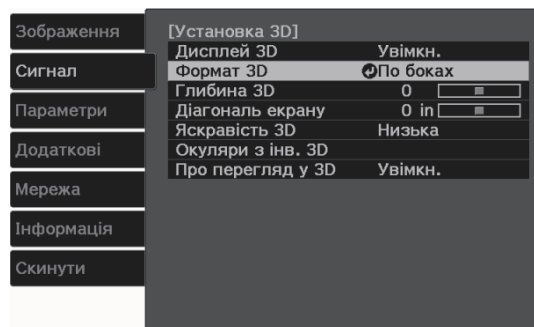 Зображення
Сигнал
Параметри
Додаткові
Мережа
Інформація
Скинути
[Установка 3D]
Дисплей 3D Увімкн.
Формат 3D По боках
Глибина 3D 0
Діагональ екрану 0 in
Яскравість 3D Низька
Окуляри з інв. 3D
Про перегляд у 3D Увімкн.